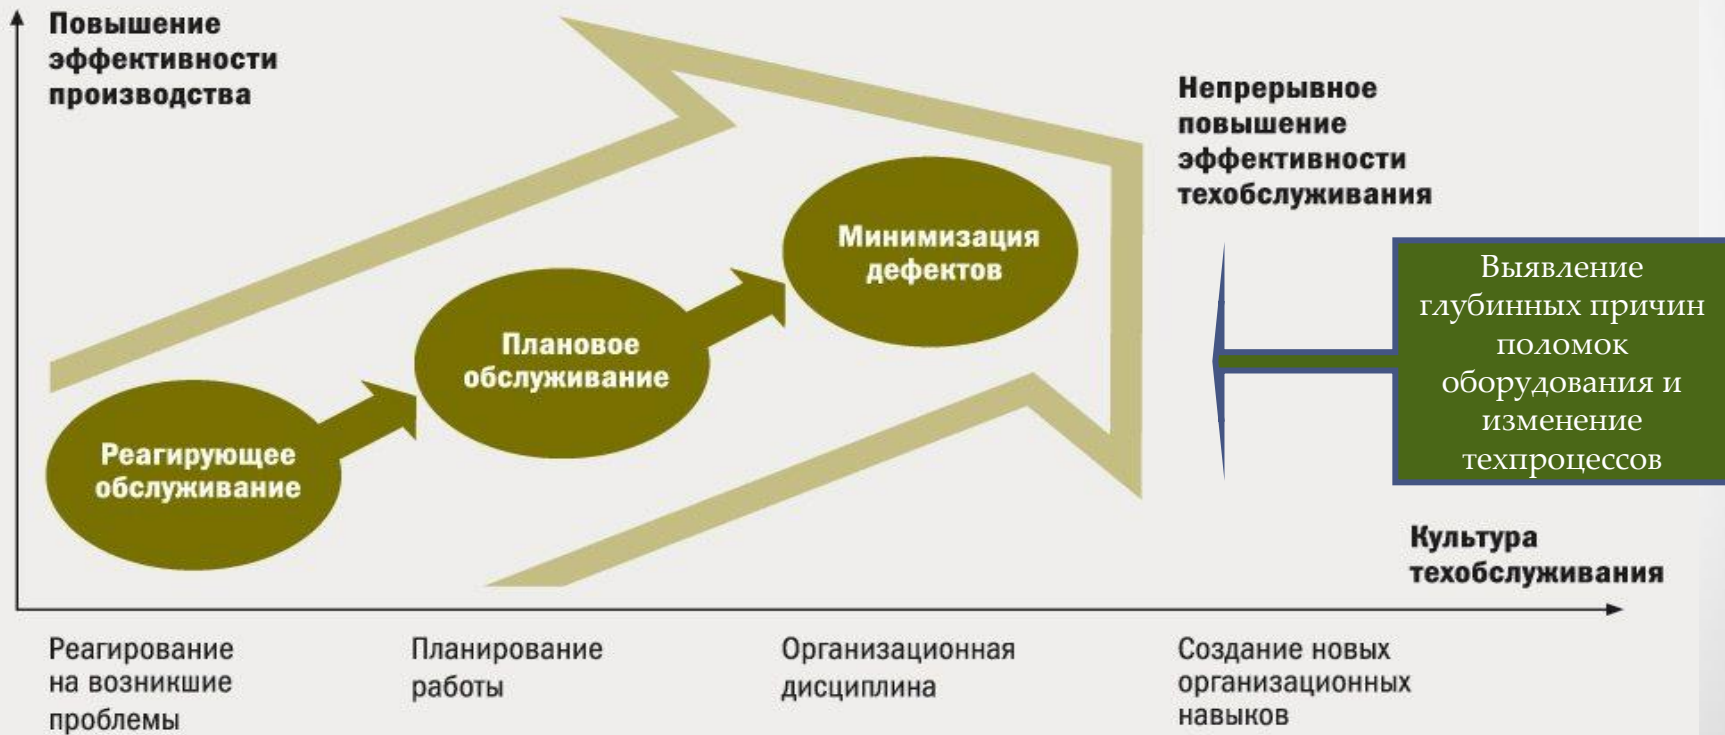 Повышение
эффективности
производства
Непрерывное
повышение
эффективности
техобслуживания
Минимизация
дефектов
Выявление
глубинных причин
поломок
оборудования и
изменение
техпроцессов
Плановое
обслуживание
Реагирующее
обслуживание
Культура
техобслуживания
Реагирование
на возникшие
проблемы
Планирование
работы
Организационная
дисциплина
Создание новых
организационных
навыков